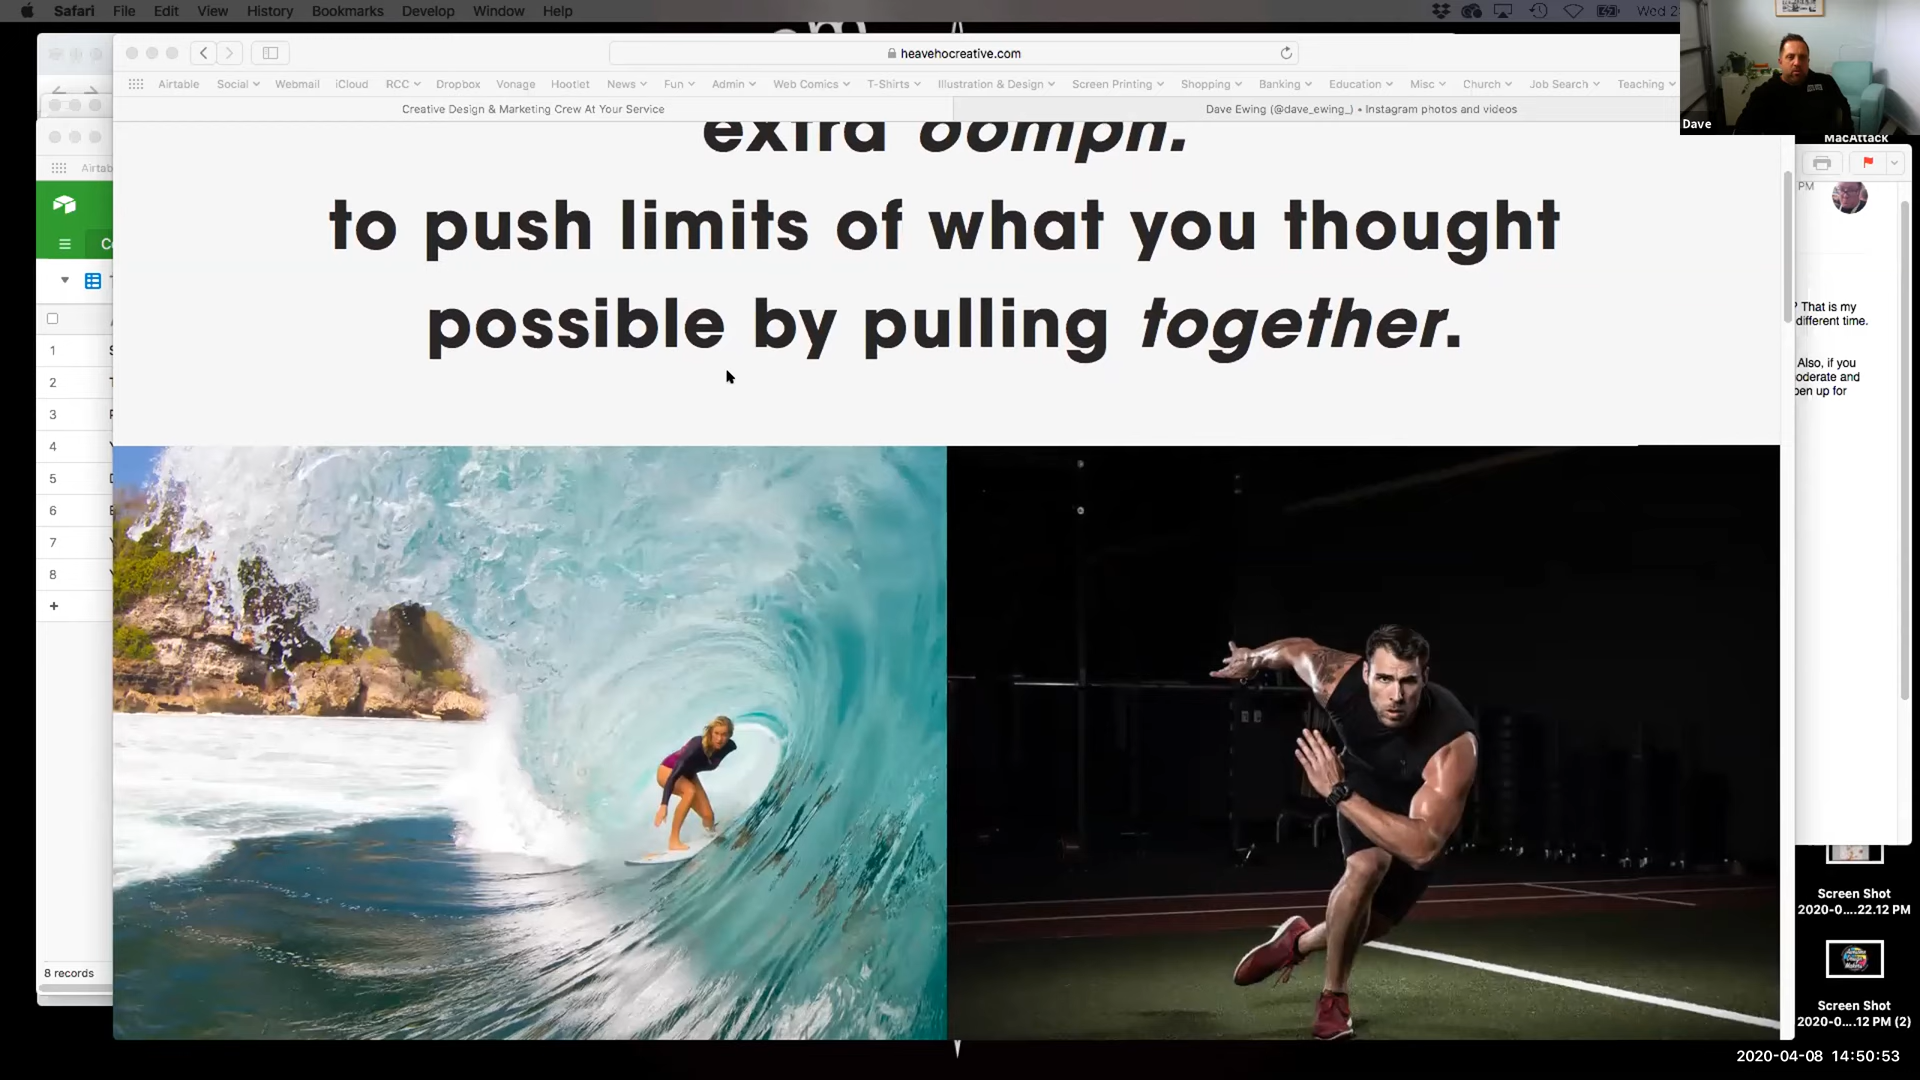 Safari File Edit View History Bookmarks Develop Window Help
Wed
heavehocreative.com
Airtable Social Webmail iCloud RCC Dropbox Vonage Hootlet News Fun Admin Web Comics T-Shirts Illustration & Design Screen Printing Shopping Banking Education Misc Church Job Search Teaching
Creative Design & Marketing Crew At Your Service
Dave Ewing (@dave_ewing_) • Instagram photos and videos
Dave
MacAttack
extra oomph.
to push limits of what you thought
possible by pulling together.
PM
? That is my
different time.
Also, if you
oderate and
pen up for
1
2
3
4
5
6
7
8
+
8 records
Screen Shot
2020-0....22.12 PM
Screen Shot
2020-0....12 PM (2)
2020-04-08 14:50:53